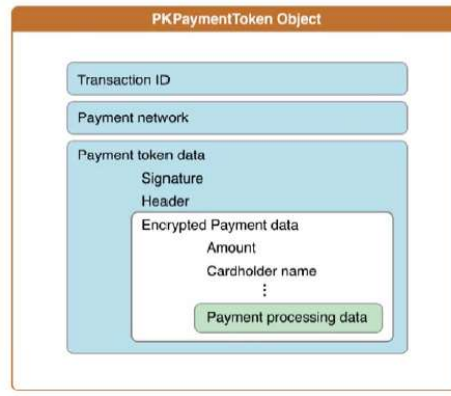 PKPaymentToken Object
Transaction ID
Payment network
Payment token data
Signature
Header
Encrypted Payment data
Amount
Cardholder name
⋮
Payment processing data